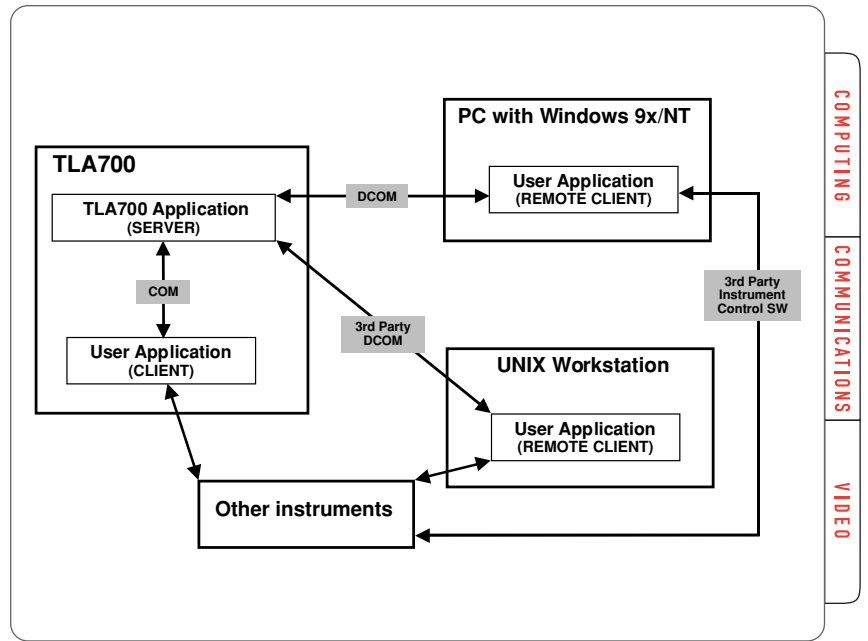 PC with Windows 9x/NT
User Application
(REMOTE CLIENT)
TLA700
TLA700 Application
(SERVER)
DCOM
COM
User Application
(CLIENT)
3rd Party
DCOM
3rd Party
Instrument
Control SW
UNIX Workstation
User Application
(REMOTE CLIENT)
Other instruments
COMPUTING
COMMUNICATIONS
VIDEO